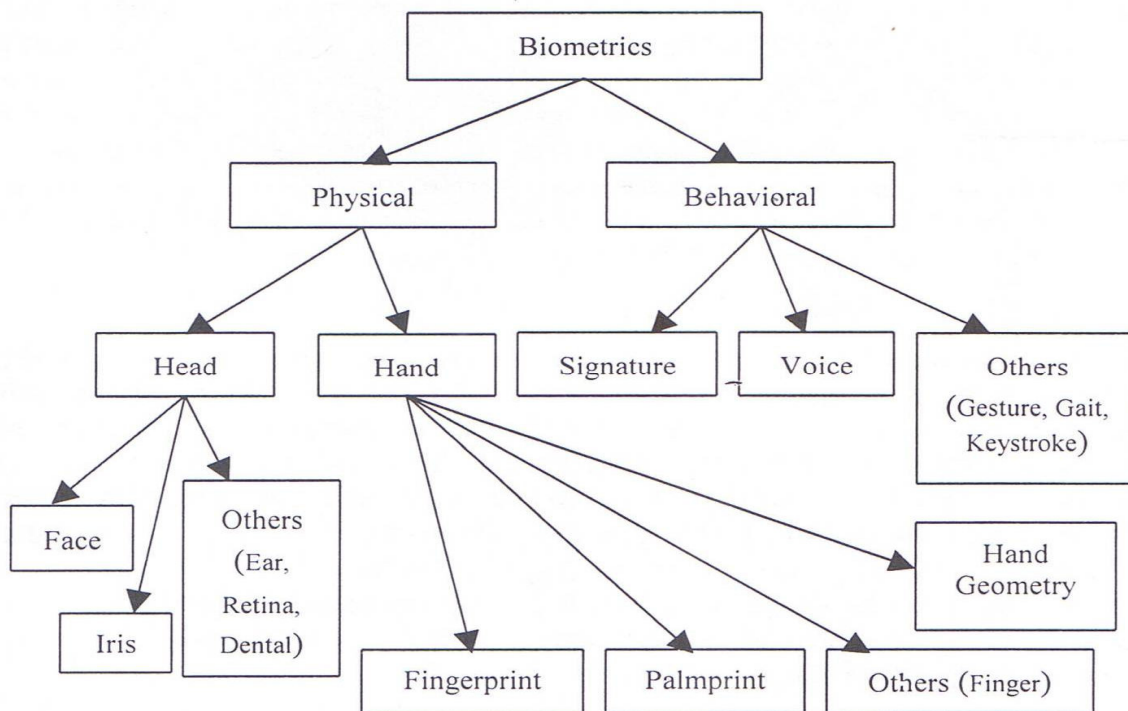 Biometrics
Physical
Behavioral
Head
Hand
Signature
Voice
Others
(Gesture, Gait,
Keystroke)
Face
Iris
Others
(Ear,
Retina,
Dental)
Hand
Geometry
Fingerprint
Palmprint
Others (Finger)